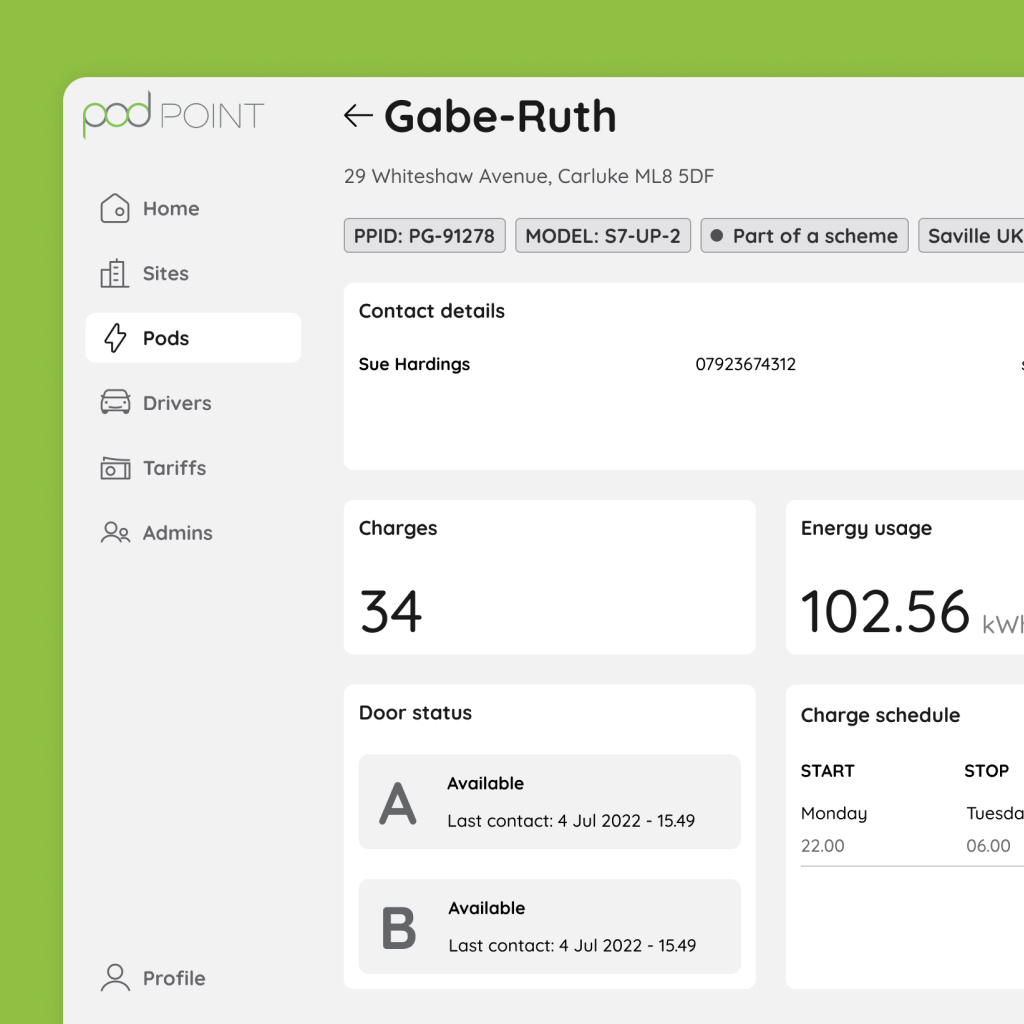 pod POINT
Home
Sites
Pods
Drivers
Tariffs
Admins
Profile
Gabe-Ruth
29 Whiteshaw Avenue, Carluke ML8 5DF
PPID: PG-91278 MODEL: S7-UP-2 Part of a scheme Saville UK
Contact details
Sue Hardings 07923674312
Charges
34
Energy usage
102.56 kWh
Door status
A
Available
Last contact: 4 Jul 2022 - 15.49
B
Available
Last contact: 4 Jul 2022 - 15.49
Charge schedule
START STOP
Monday Tuesda
22.00 06.00